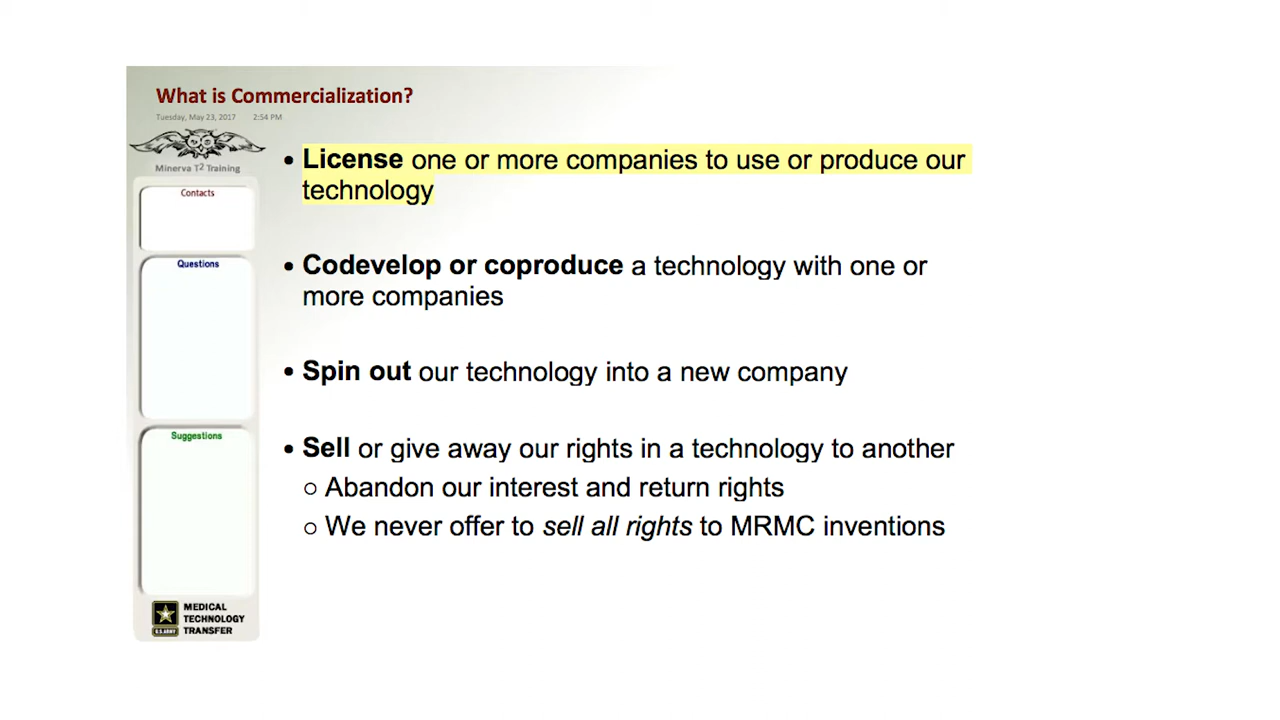 What is Commercialization?
Tuesday, May 23, 2017 2:54 PM
Minerva T2 Training
Contacts
Questions
Suggestions
U.S. ARMY
MEDICAL
TECHNOLOGY
TRANSFER
• License one or more companies to use or produce our
technology
• Codevelop or coproduce a technology with one or
more companies
• Spin out our technology into a new company
• Sell or give away our rights in a technology to another
○ Abandon our interest and return rights
○ We never offer to sell all rights to MRMC inventions